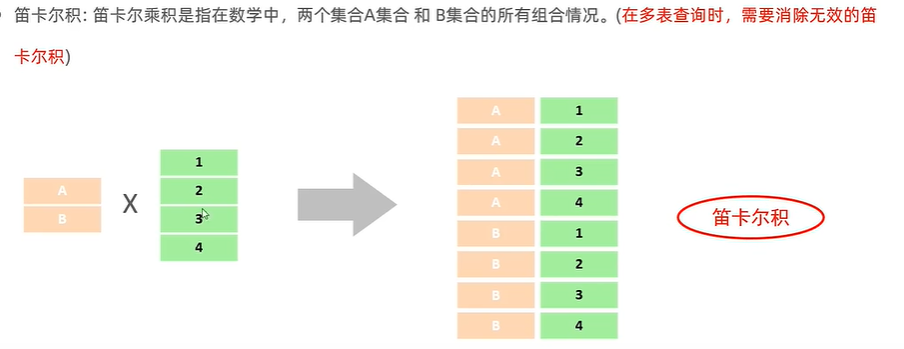 笛卡尔积: 笛卡尔乘积是指在数学中，两个集合A集合 和 B集合的所有组合情况。(在多表查询时，需要消除无效的笛
卡尔积)
A
B
X
1
2
3
4
A 1
A 2
A 3
A 4
B 1
B 2
B 3
B 4
笛卡尔积